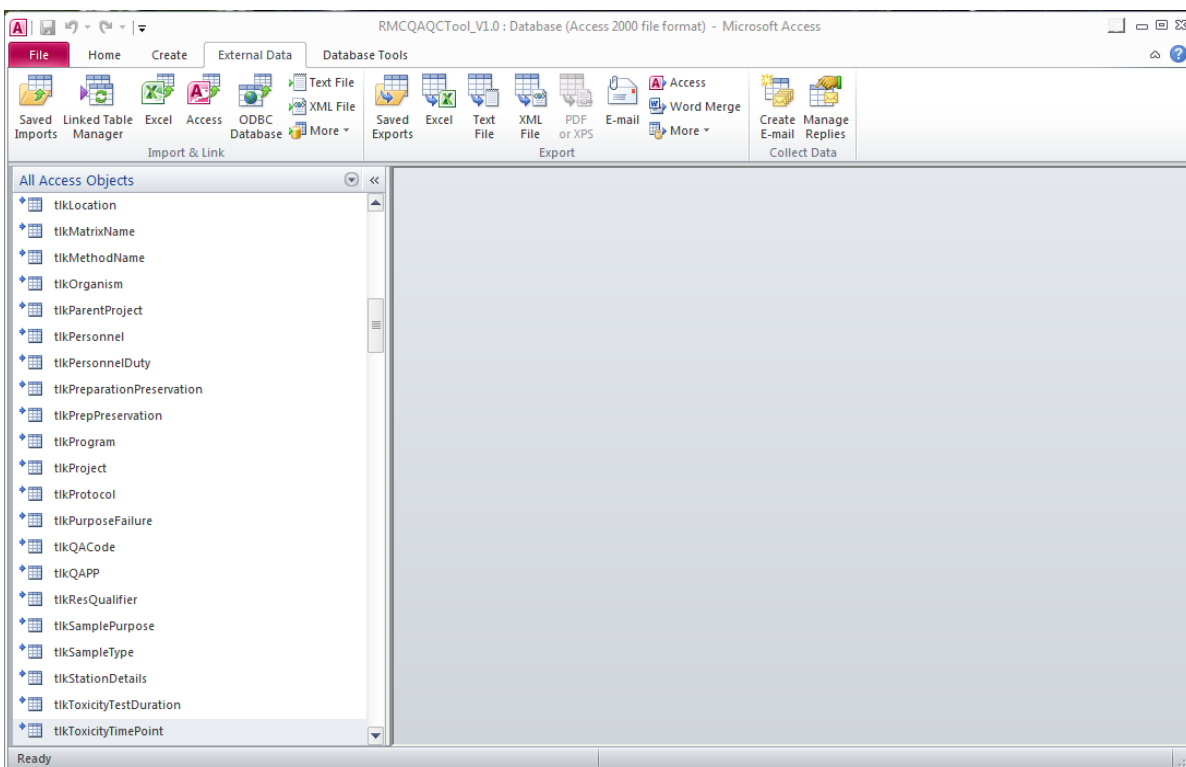 RMCQAQCTool_V1.0 : Database (Access 2000 file format) - Microsoft Access
File Home Create External Data Database Tools
Saved Imports
Linked Table Manager
Excel
Access
ODBC Database
Text File
XML File
More
Import & Link
Saved Exports
Excel
Text File
XML File
PDF or XPS
E-mail
Access
Word Merge
More
Export
Create E-mail
Manage Replies
Collect Data
All Access Objects
tlkLocation
tlkMatrixName
tlkMethodName
tlkOrganism
tlkParentProject
tlkPersonnel
tlkPersonnelDuty
tlkPreparationPreservation
tlkPrepPreservation
tlkProgram
tlkProject
tlkProtocol
tlkPurposeFailure
tlkQACode
tlkQAPP
tlkResQualifier
tlkSamplePurpose
tlkSampleType
tlkStationDetails
tlkToxicityTestDuration
tlkToxicityTimePoint
Ready